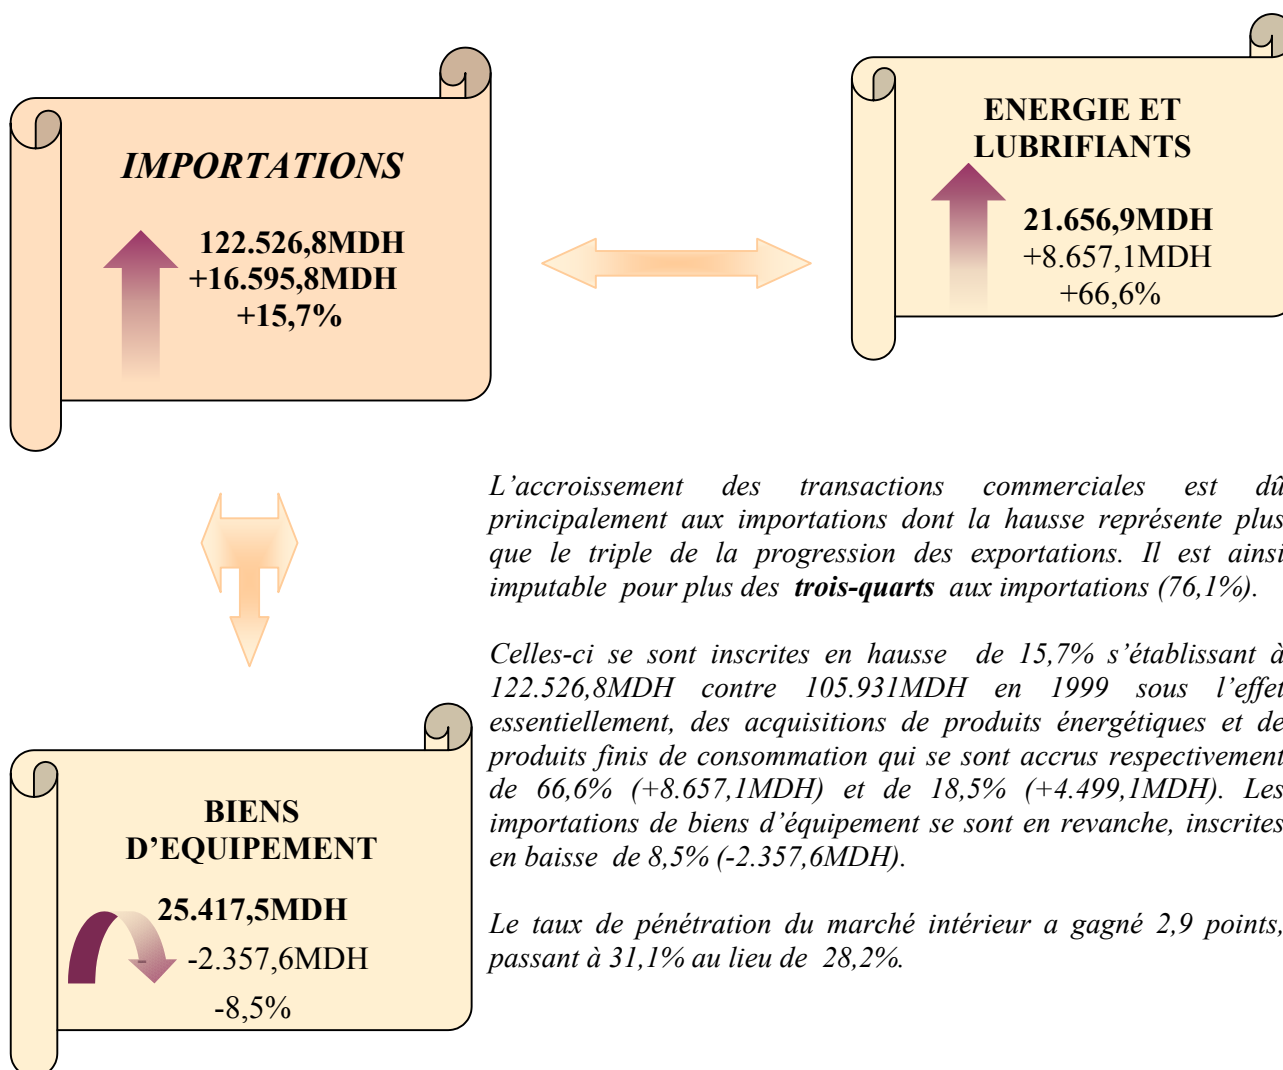 IMPORTATIONS
122.526,8MDH
+16.595,8MDH
+15,7%
ENERGIE ET
LUBRIFIANTS
21.656,9MDH
+8.657,1MDH
+66,6%
L’accroissement des transactions commerciales est dû
principalement aux importations dont la hausse représente plus
que le triple de la progression des exportations. Il est ainsi
imputable pour plus des trois-quarts aux importations (76,1%).
Celles-ci se sont inscrites en hausse de 15,7% s’établissant à
122.526,8MDH contre 105.931MDH en 1999 sous l’effet
essentiellement, des acquisitions de produits énergétiques et de
produits finis de consommation qui se sont accrus respectivement
de 66,6% (+8.657,1MDH) et de 18,5% (+4.499,1MDH). Les
importations de biens d’équipement se sont en revanche, inscrites
en baisse de 8,5% (-2.357,6MDH).
Le taux de pénétration du marché intérieur a gagné 2,9 points,
passant à 31,1% au lieu de 28,2%.
BIENS
D’EQUIPEMENT
25.417,5MDH
- -2.357,6MDH
-8,5%